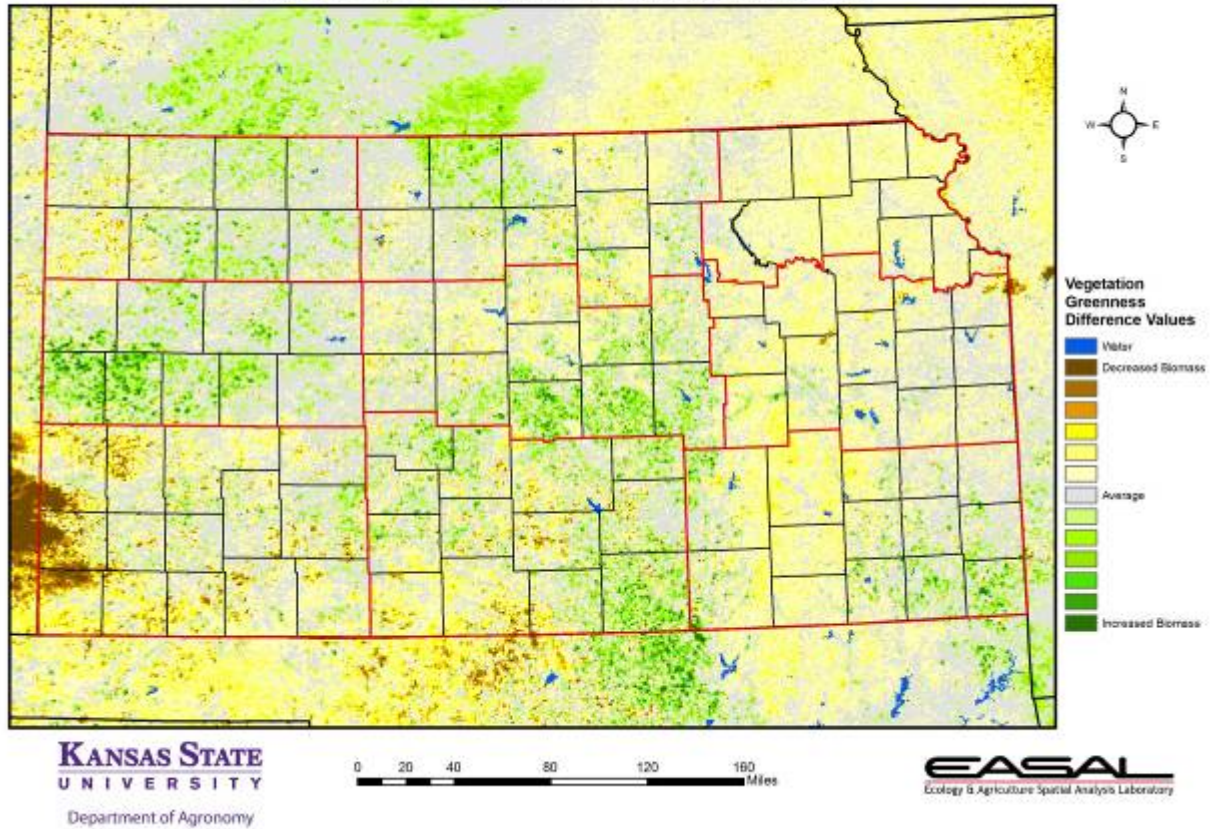 N
W E
S
Vegetation
Greenness
Difference Values
Water
Decreased Biomass
Average
Increased Biomass
KANSAS STATE
UNIVERSITY
Department of Agronomy
0 20 40 80 120 160
Miles
EASAL
Ecology & Agriculture Spatial Analysis Laboratory